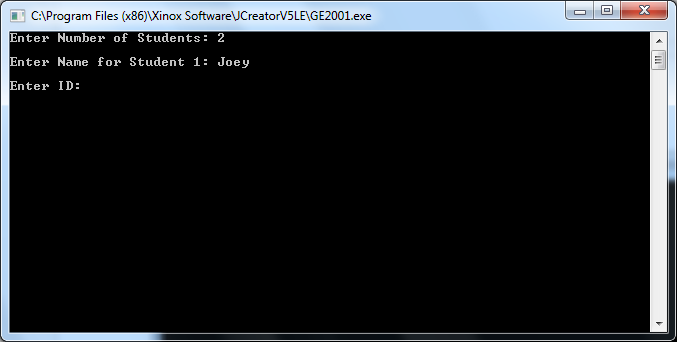 C:\Program Files (x86)\Xinox Software\JCreatorV5LE\GE2001.exe
Enter Number of Students: 2
Enter Name for Student 1: Joey
Enter ID: